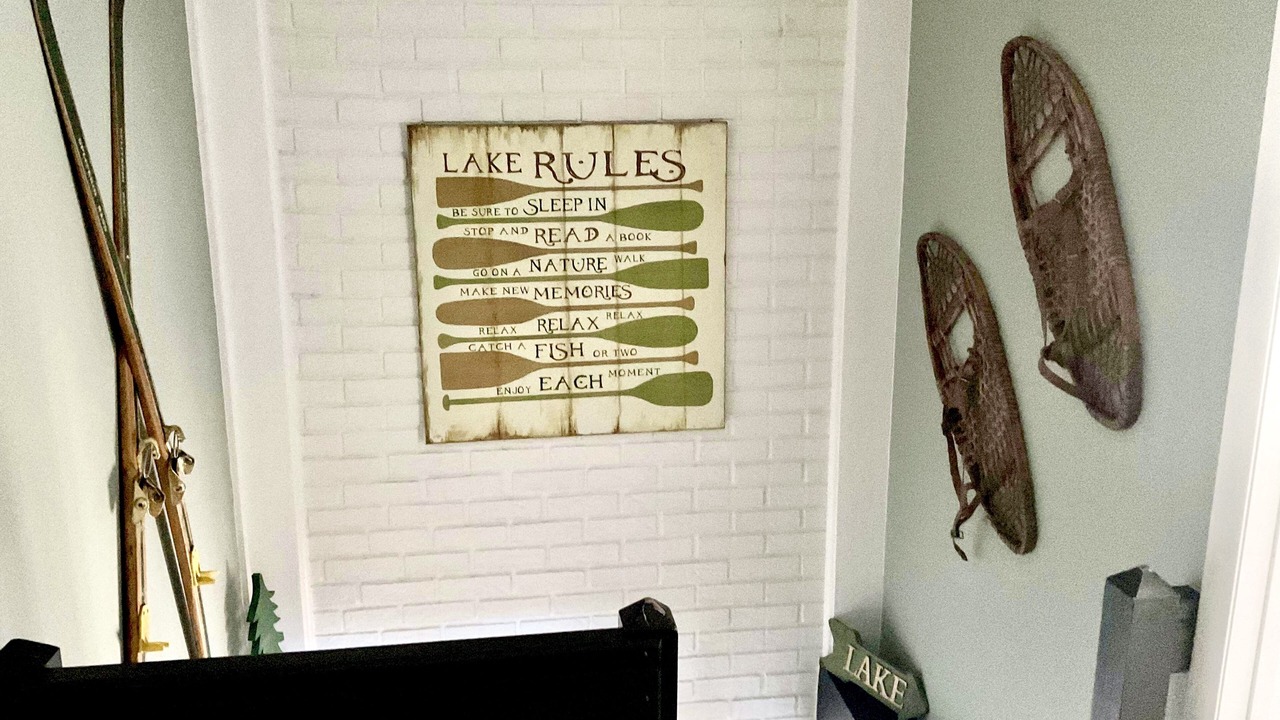 LAKE RULES
BE SURE TO SLEEP IN
STOP AND READ A BOOK
GO ON A NATURE WALK
MAKE NEW MEMORIES
RELAX RELAX RELAX
CATCH A FISH OR TWO
ENJOY EACH MOMENT
LAKE